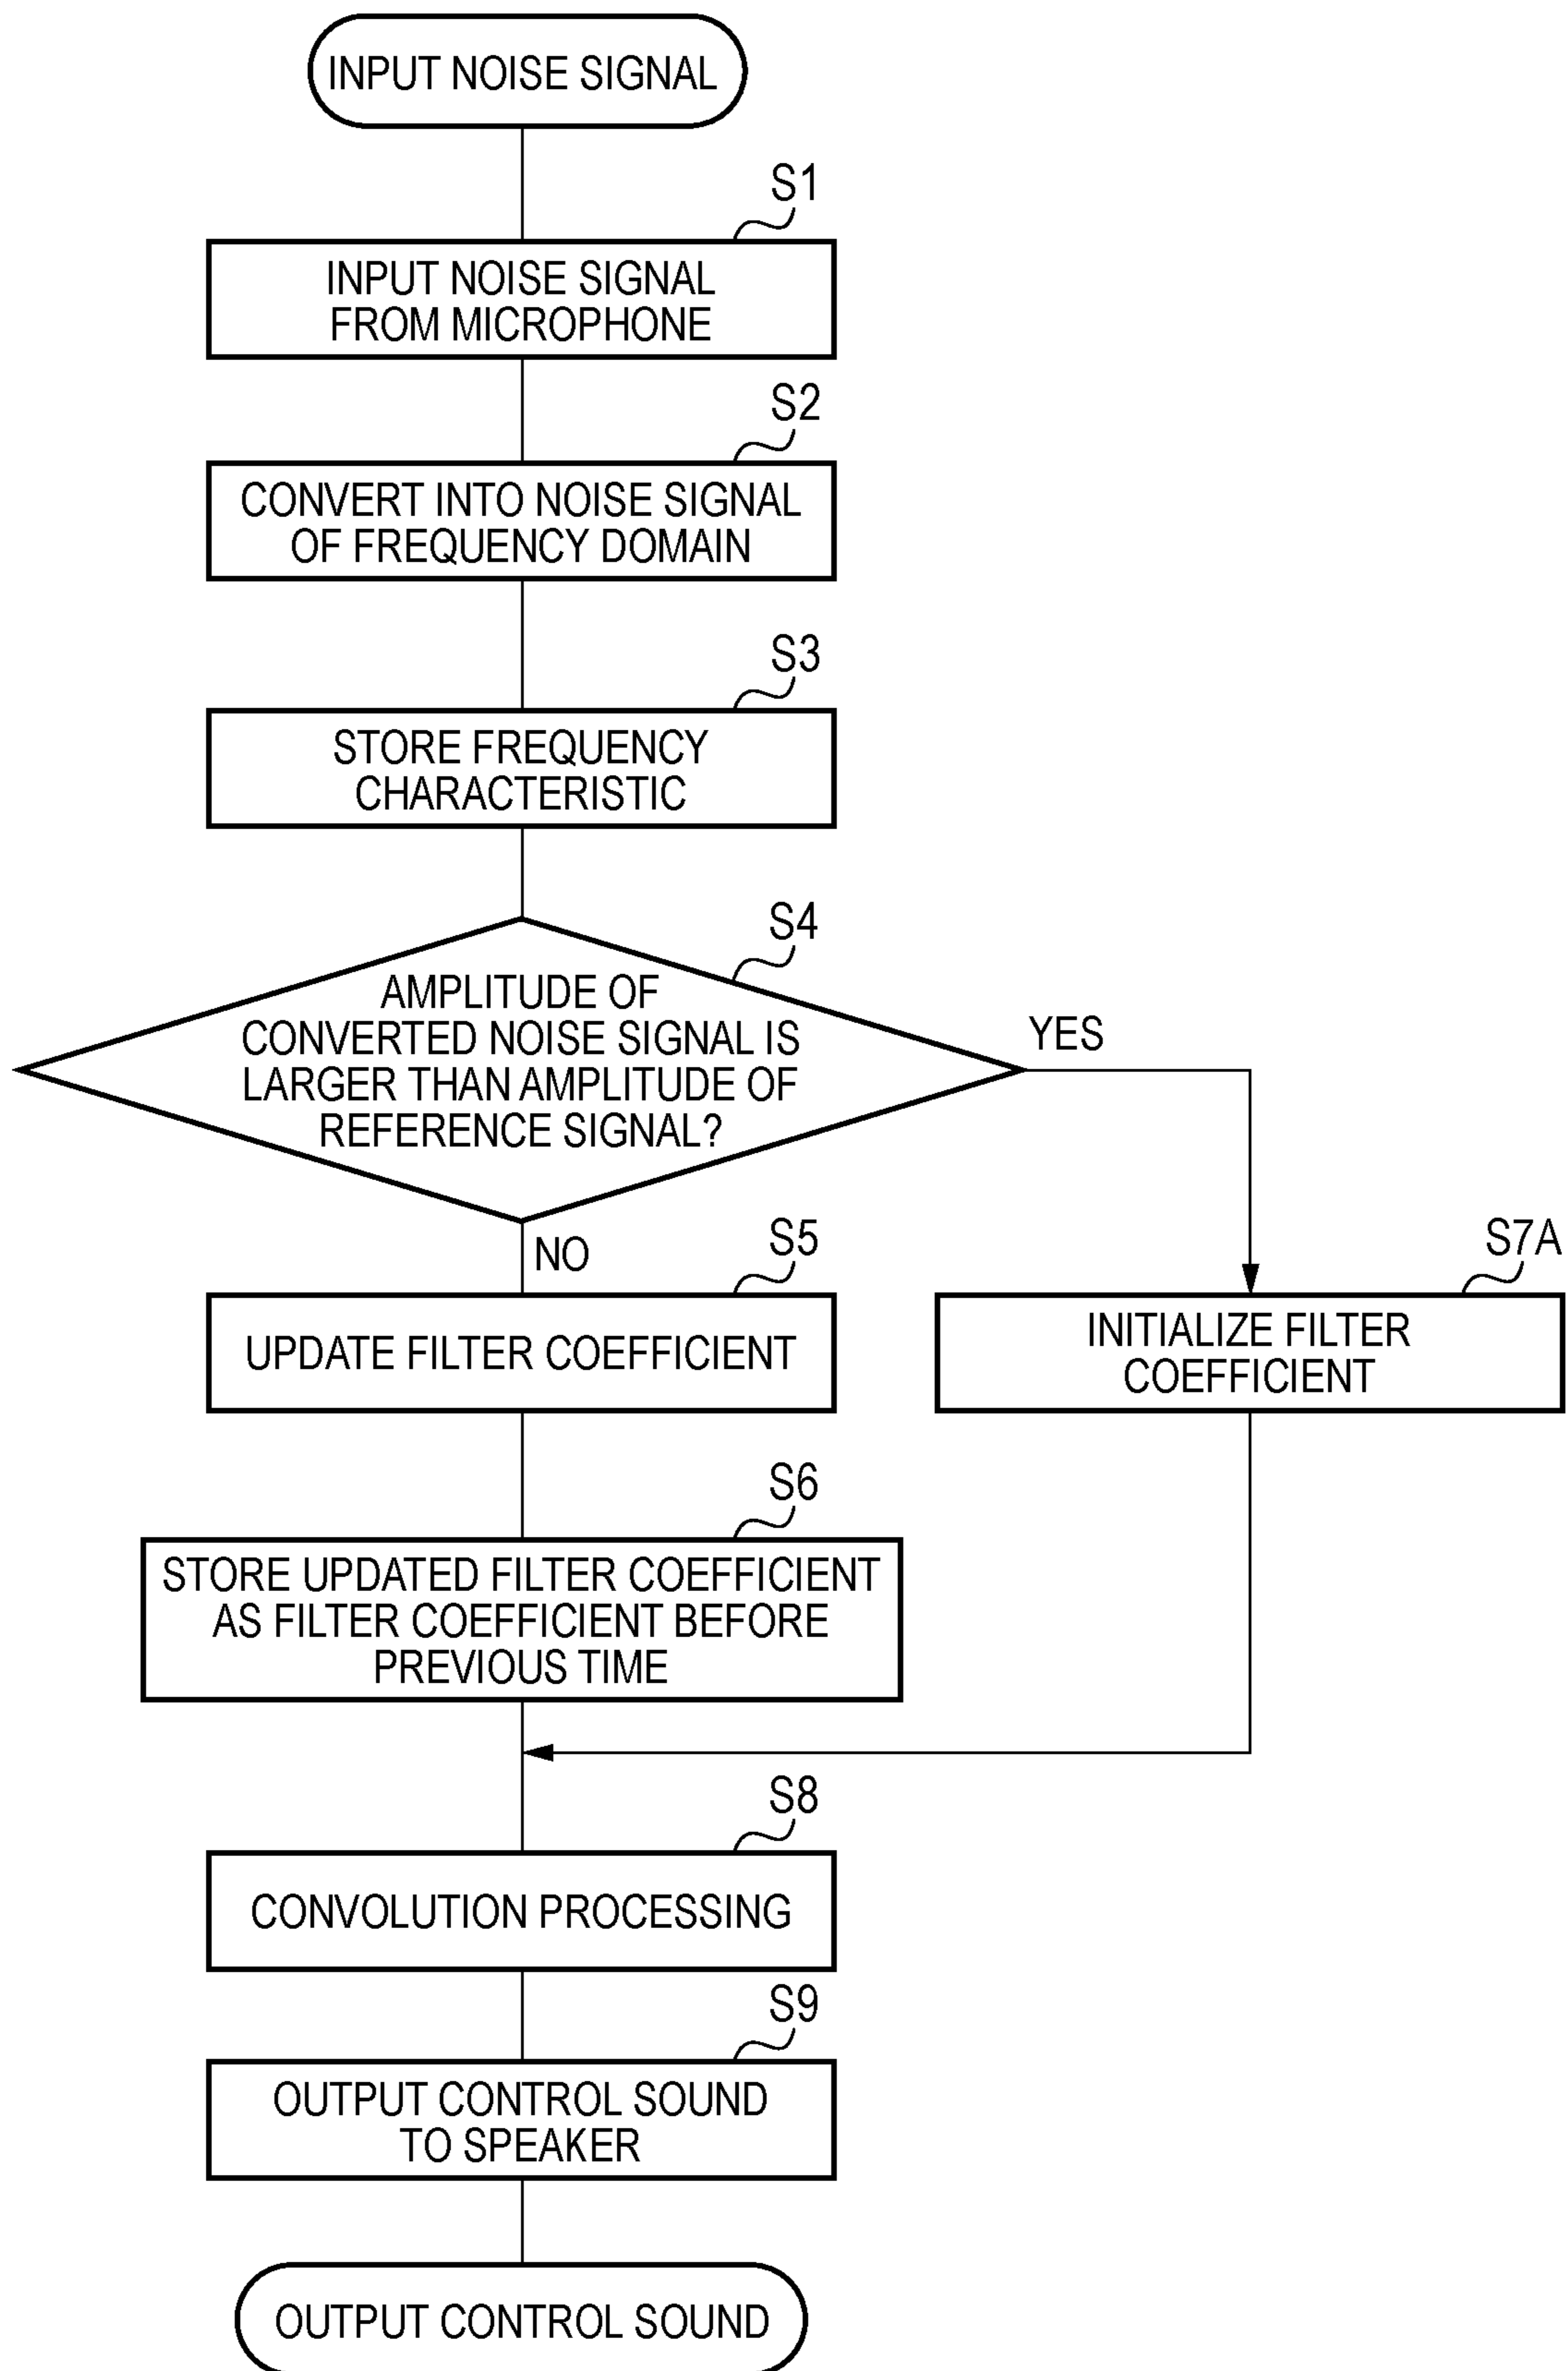 INPUT NOISE SIGNAL
S1
INPUT NOISE SIGNAL
FROM MICROPHONE
S2
CONVERT INTO NOISE SIGNAL
OF FREQUENCY DOMAIN
S3
STORE FREQUENCY
CHARACTERISTIC
S4
AMPLITUDE OF
CONVERTED NOISE SIGNAL IS
LARGER THAN AMPLITUDE OF
REFERENCE SIGNAL?
YES
NO
S5
UPDATE FILTER COEFFICIENT
S7A
INITIALIZE FILTER
COEFFICIENT
S6
STORE UPDATED FILTER COEFFICIENT
AS FILTER COEFFICIENT BEFORE
PREVIOUS TIME
S8
CONVOLUTION PROCESSING
S9
OUTPUT CONTROL SOUND
TO SPEAKER
OUTPUT CONTROL SOUND